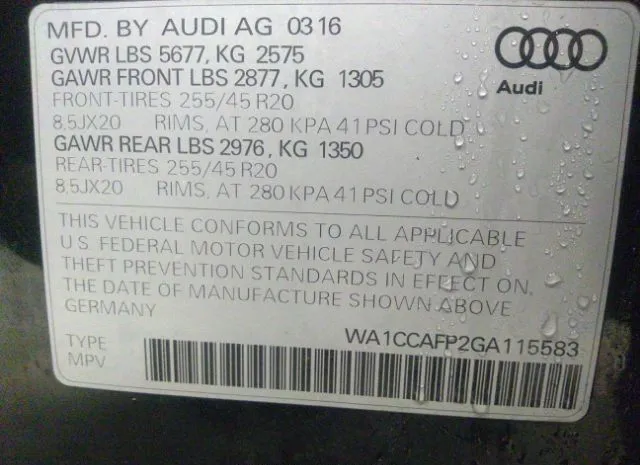 MFD. BY AUDI AG 0316
GVWR LBS 5677, KG 2575
GAWR FRONT LBS 2877, KG 1305
FRONT-TIRES 255/45 R20
8,5JX20 RIMS, AT 280 KPA 41 PSI COLD
GAWR REAR LBS 2976, KG 1350
REAR-TIRES 255/45 R20
8,5JX20 RIMS, AT 280 KPA 41 PSI COLD
Audi
THIS VEHICLE CONFORMS TO ALL APPLICABLE
U.S. FEDERAL MOTOR VEHICLE SAFETY AND
THEFT PREVENTION STANDARDS IN EFFECT ON
THE DATE OF MANUFACTURE SHOWN ABOVE
GERMANY
TYPE WA1CCAFP2GA115583
MPV